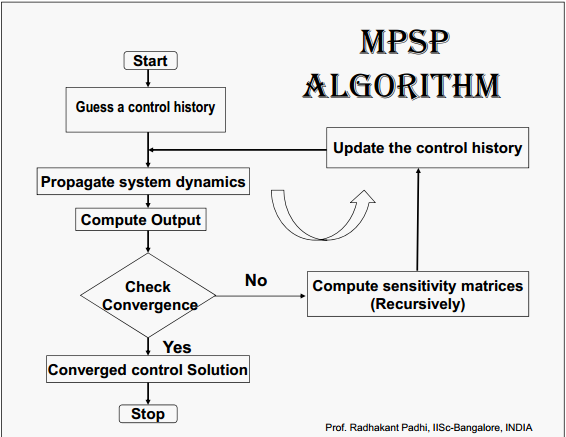 MPSP
ALGORITHM
Start
Guess a control history
Update the control history
Propagate system dynamics
Compute Output
Check
Convergence
No
Compute sensitivity matrices
(Recursively)
Yes
Converged control Solution
Stop
Prof. Radhakant Padhi, IISc-Bangalore, INDIA